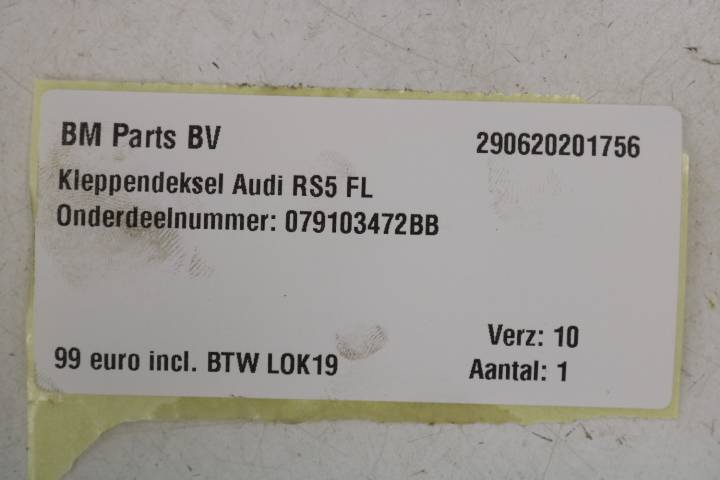 BM Parts BV 290620201756
Kleppendeksel Audi RS5 FL
Onderdeelnummer: 079103472BB
Verz: 10
99 euro incl. BTW LOK19 Aantal: 1